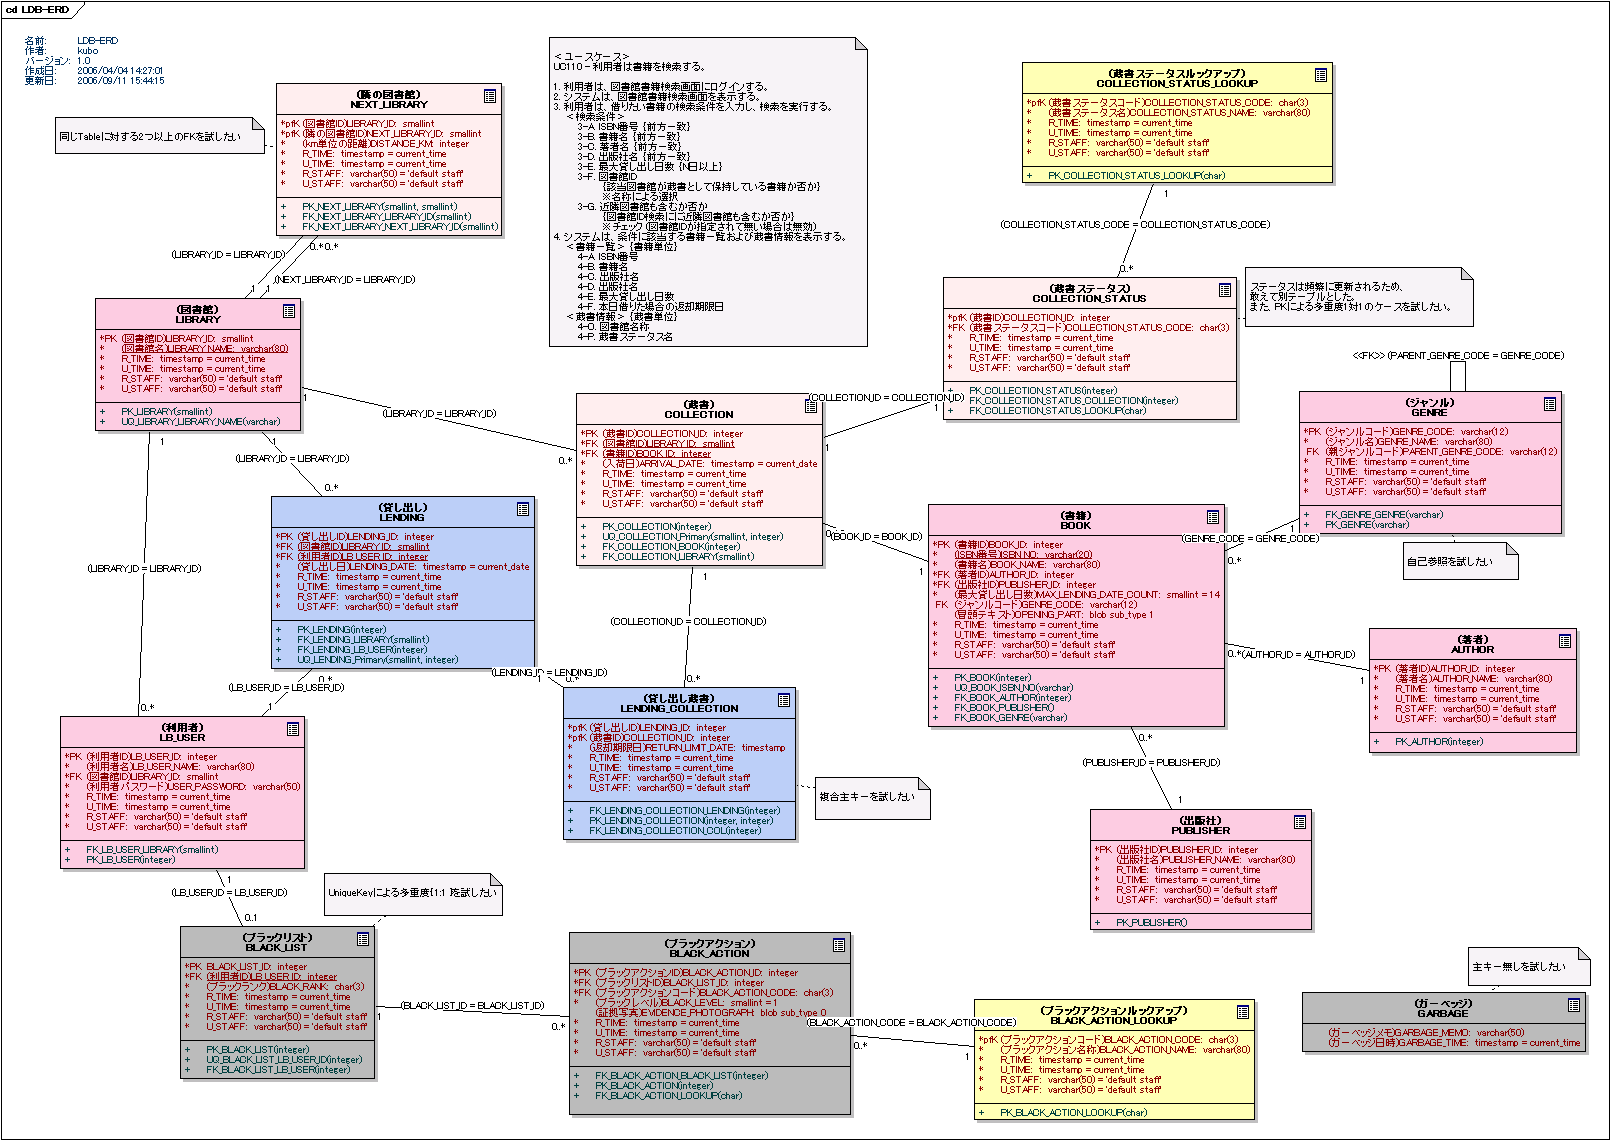 cd LDB-ERD
名前: LDB-ERD
作者: kubo
バージョン: 1.0
作成日: 2006/04/04 14:27:01
更新日: 2006/09/11 15:44:15
同じTableに対する2つ以上のFKを試したい
(隣の図書館)
NEXT_LIBRARY
*pfK (図書館ID)LIBRARY_ID: smallint
*pfK (隣の図書館ID)NEXT_LIBRARY_ID: smallint
* (km単位の距離)DISTANCE_KM: integer
* R_TIME: timestamp = current_time
* U_TIME: timestamp = current_time
* R_STAFF: varchar(50) = 'default staff'
* U_STAFF: varchar(50) = 'default staff'
+ PK_NEXT_LIBRARY(smallint, smallint)
+ FK_NEXT_LIBRARY_LIBRARY_ID(smallint)
+ FK_NEXT_LIBRARY_NEXT_LIBRARY_ID(smallint)
0..*0..*
(LIBRARY_ID = LIBRARY_ID)
(NEXT_LIBRARY_ID = LIBRARY_ID)
1 1
<ユースケース>
UC110 - 利用者は書籍を検索する。
1. 利用者は、図書館書籍検索画面にログインする。
2. システムは、図書館書籍検索画面を表示する。
3. 利用者は、借りたい書籍の検索条件を入力し、検索を実行する。
<検索条件>
3-A. ISBN番号 {前方一致}
3-B. 書籍名 {前方一致}
3-C. 著者名 {前方一致}
3-D. 出版社名 {前方一致}
3-E. 最大貸し出し日数 {N日以上}
3-F. 図書館ID
{該当図書館が蔵書として保持している書籍か否か}
※名称による選択
3-G. 近隣図書館も含むか否か
{図書館ID検索にに近隣図書館も含むか否か}
※チェック(図書館IDが指定されて無い場合は無効)
4. システムは、条件に該当する書籍一覧および蔵書情報を表示する。
<書籍一覧> {書籍単位}
4-A. ISBN番号
4-B. 書籍名
4-C. 出版社名
4-D. 出版社名
4-E. 最大貸し出し日数
4-F. 本日借りた場合の返却期限日
<蔵書情報> {蔵書単位}
4-O. 図書館名称
4-P. 蔵書ステータス名
(蔵書ステータスルックアップ)
COLLECTION_STATUS_LOOKUP
*pfK (蔵書ステータスコード)COLLECTION_STATUS_CODE: char(3)
* (蔵書ステータス名)COLLECTION_STATUS_NAME: varchar(80)
* R_TIME: timestamp = current_time
* U_TIME: timestamp = current_time
* R_STAFF: varchar(50) = 'default staff'
* U_STAFF: varchar(50) = 'default staff'
+ PK_COLLECTION_STATUS_LOOKUP(char)
1
(COLLECTION_STATUS_CODE = COLLECTION_STATUS_CODE)
0..*
(蔵書ステータス)
COLLECTION_STATUS
*pfK (蔵書ID)COLLECTION_ID: integer
*FK (蔵書ステータスコード)COLLECTION_STATUS_CODE: char(3)
* R_TIME: timestamp = current_time
* U_TIME: timestamp = current_time
* R_STAFF: varchar(50) = 'default staff'
* U_STAFF: varchar(50) = 'default staff'
+ PK_COLLECTION_STATUS(integer)
+ FK_COLLECTION_STATUS_COLLECTION(integer)
+ FK_COLLECTION_STATUS_LOOKUP(char)
ステータスは頻繁に更新されるため、
敢えて別テーブルとした。
また、PKによる多重度1対1のケースを試したい。
(図書館)
LIBRARY
*PK (図書館ID)LIBRARY_ID: smallint
* (図書館名)LIBRARY_NAME: varchar(80)
* R_TIME: timestamp = current_time
* U_TIME: timestamp = current_time
* R_STAFF: varchar(50) = 'default staff'
* U_STAFF: varchar(50) = 'default staff'
+ PK_LIBRARY(smallint)
+ UQ_LIBRARY_LIBRARY_NAME(varchar)
1
(LIBRARY_ID = LIBRARY_ID)
0..*
1
(LIBRARY_ID = LIBRARY_ID)
0..*
1
(LIBRARY_ID = LIBRARY_ID)
0..*
(蔵書)
COLLECTION
*PK (蔵書ID)COLLECTION_ID: integer
*FK (図書館ID)LIBRARY_ID: smallint
*FK (書籍ID)BOOK_ID: integer
* (入荷日)ARRIVAL_DATE: timestamp = current_date
* R_TIME: timestamp = current_time
* U_TIME: timestamp = current_time
* R_STAFF: varchar(50) = 'default staff'
* U_STAFF: varchar(50) = 'default staff'
+ PK_COLLECTION(integer)
+ UQ_COLLECTION_Primary(smallint, integer)
+ FK_COLLECTION_BOOK(integer)
+ FK_COLLECTION_LIBRARY(smallint)
(COLLECTION_ID = COLLECTION_ID)
1
1
<<FK>> (PARENT_GENRE_CODE = GENRE_CODE)
(ジャンル)
GENRE
*PK (ジャンルコード)GENRE_CODE: varchar(12)
* (ジャンル名)GENRE_NAME: varchar(80)
FK (親ジャンルコード)PARENT_GENRE_CODE: varchar(12)
* R_TIME: timestamp = current_time
* U_TIME: timestamp = current_time
* R_STAFF: varchar(50) = 'default staff'
* U_STAFF: varchar(50) = 'default staff'
+ FK_GENRE_GENRE(varchar)
+ PK_GENRE(varchar)
自己参照を試したい
1
(GENRE_CODE = GENRE_CODE)
0..*
0..*
(BOOK_ID = BOOK_ID)
1
(書籍)
BOOK
*PK (書籍ID)BOOK_ID: integer
* (ISBN番号)ISBN_NO: varchar(20)
* (書籍名)BOOK_NAME: varchar(80)
*FK (著者ID)AUTHOR_ID: integer
*FK (出版社ID)PUBLISHER_ID: integer
* (最大貸し出し日数)MAX_LENDING_DATE_COUNT: smallint = 14
FK (ジャンルコード)GENRE_CODE: varchar(12)
(冒頭テキスト)OPENING_PART: blob sub_type 1
* R_TIME: timestamp = current_time
* U_TIME: timestamp = current_time
* R_STAFF: varchar(50) = 'default staff'
* U_STAFF: varchar(50) = 'default staff'
+ PK_BOOK(integer)
+ UQ_BOOK_ISBN_NO(varchar)
+ FK_BOOK_AUTHOR(integer)
+ FK_BOOK_PUBLISHER()
+ FK_BOOK_GENRE(varchar)
(貸し出し)
LENDING
*PK (貸し出しID)LENDING_ID: integer
*FK (図書館ID)LIBRARY_ID: smallint
*FK (利用者ID)LB_USER_ID: integer
* (貸し出し日)LENDING_DATE: timestamp = current_date
* R_TIME: timestamp = current_time
* U_TIME: timestamp = current_time
* R_STAFF: varchar(50) = 'default staff'
* U_STAFF: varchar(50) = 'default staff'
+ PK_LENDING(integer)
+ FK_LENDING_LIBRARY(smallint)
+ FK_LENDING_LB_USER(integer)
+ UQ_LENDING_Primary(smallint, integer)
1
(COLLECTION_ID = COLLECTION_ID)
0..*
(LENDING_ID = LENDING_ID)
1 0..*
0..*
(LB_USER_ID = LB_USER_ID)
1
0..*
(AUTHOR_ID = AUTHOR_ID)
1
(著者)
AUTHOR
*PK (著者ID)AUTHOR_ID: integer
* (著者名)AUTHOR_NAME: varchar(80)
* R_TIME: timestamp = current_time
* U_TIME: timestamp = current_time
* R_STAFF: varchar(50) = 'default staff'
* U_STAFF: varchar(50) = 'default staff'
+ PK_AUTHOR(integer)
(利用者)
LB_USER
*PK (利用者ID)LB_USER_ID: integer
* (利用者名)LB_USER_NAME: varchar(80)
*FK (図書館ID)LIBRARY_ID: smallint
* (利用者パスワード)USER_PASSWORD: varchar(50)
* R_TIME: timestamp = current_time
* U_TIME: timestamp = current_time
* R_STAFF: varchar(50) = 'default staff'
* U_STAFF: varchar(50) = 'default staff'
+ FK_LB_USER_LIBRARY(smallint)
+ PK_LB_USER(integer)
(貸し出し蔵書)
LENDING_COLLECTION
*pfK (貸し出しID)LENDING_ID: integer
*pfK (蔵書ID)COLLECTION_ID: integer
* (返却期限日)RETURN_LIMIT_DATE: timestamp
* R_TIME: timestamp = current_time
* U_TIME: timestamp = current_time
* R_STAFF: varchar(50) = 'default staff'
* U_STAFF: varchar(50) = 'default staff'
+ FK_LENDING_COLLECTION_LENDING(integer)
+ PK_LENDING_COLLECTION(integer, integer)
+ FK_LENDING_COLLECTION_COL(integer)
複合主キーを試したい
0..*
(PUBLISHER_ID = PUBLISHER_ID)
1
(出版社)
PUBLISHER
*PK (出版社ID)PUBLISHER_ID: integer
* (出版社名)PUBLISHER_NAME: varchar(80)
* R_TIME: timestamp = current_time
* U_TIME: timestamp = current_time
* R_STAFF: varchar(50) = 'default staff'
* U_STAFF: varchar(50) = 'default staff'
+ PK_PUBLISHER()
1
(LB_USER_ID = LB_USER_ID)
0..1
UniqueKeyによる多重度{1:1 }を試したい
(ブラックリスト)
BLACK_LIST
*PK BLACK_LIST_ID: integer
*FK (利用者ID)LB_USER_ID: integer
* (ブラックランク)BLACK_RANK: char(3)
* R_TIME: timestamp = current_time
* U_TIME: timestamp = current_time
* R_STAFF: varchar(50) = 'default staff'
* U_STAFF: varchar(50) = 'default staff'
+ PK_BLACK_LIST(integer)
+ UQ_BLACK_LIST_LB_USER_ID(integer)
+ FK_BLACK_LIST_LB_USER(integer)
1
(BLACK_LIST_ID = BLACK_LIST_ID)
0..*
(ブラックアクション)
BLACK_ACTION
*PK (ブラックアクションID)BLACK_ACTION_ID: integer
*FK (ブラックリストID)BLACK_LIST_ID: integer
*FK (ブラックアクションコード)BLACK_ACTION_CODE: char(3)
* (ブラックレベル)BLACK_LEVEL: smallint = 1
(証拠写真)EVIDENCE_PHOTOGRAPH: blob sub_type 0
* R_TIME: timestamp = current_time
* U_TIME: timestamp = current_time
* R_STAFF: varchar(50) = 'default staff'
* U_STAFF: varchar(50) = 'default staff'
+ FK_BLACK_ACTION_BLACK_LIST(integer)
+ PK_BLACK_ACTION(integer)
+ FK_BLACK_ACTION_LOOKUP(char)
(BLACK_ACTION_CODE = BLACK_ACTION_CODE)
0..*
1
(ブラックアクションルックアップ)
BLACK_ACTION_LOOKUP
*pfK (ブラックアクションコード)BLACK_ACTION_CODE: char(3)
* (ブラックアクション名称)BLACK_ACTION_NAME: varchar(80)
* R_TIME: timestamp = current_time
* U_TIME: timestamp = current_time
* R_STAFF: varchar(50) = 'default staff'
* U_STAFF: varchar(50) = 'default staff'
+ PK_BLACK_ACTION_LOOKUP(char)
主キー無しを試したい
(ガーベッジ)
GARBAGE
(ガーベッジメモ)GARBAGE_MEMO: varchar(50)
(ガーベッジ日時)GARBAGE_TIME: timestamp = current_time